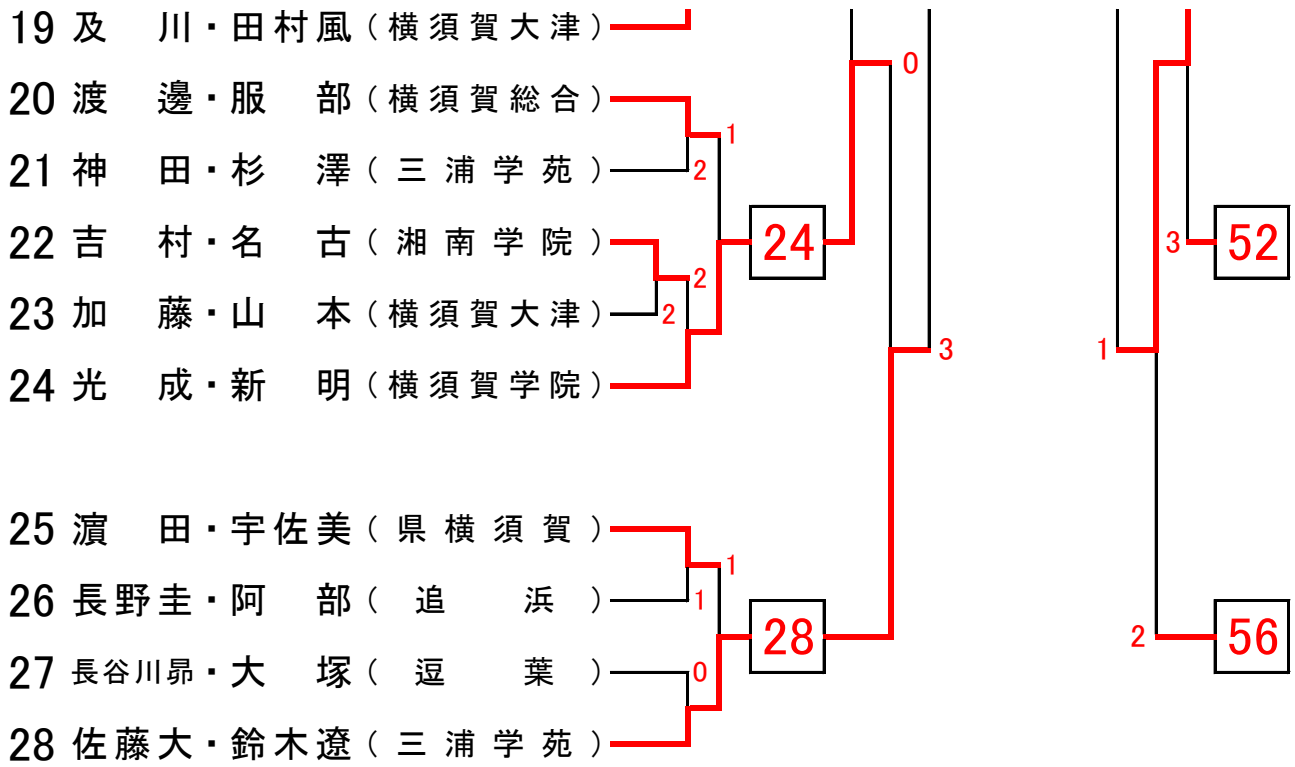 19 及川・田村風（横須賀大津）
0
20 渡邊・服部（横須賀総合）
1
21 神田・杉澤（三浦学苑）
2
22 吉村・名古（湘南学院）
24
3
52
2
23 加藤・山本（横須賀大津）
2
3
1
24 光成・新明（横須賀学院）
25 濵田・宇佐美（県横須賀）
1
26 長野圭・阿部（追浜）
1
28
2
56
27 長谷川昴・大塚（逗葉）
0
28 佐藤大・鈴木遼（三浦学苑）